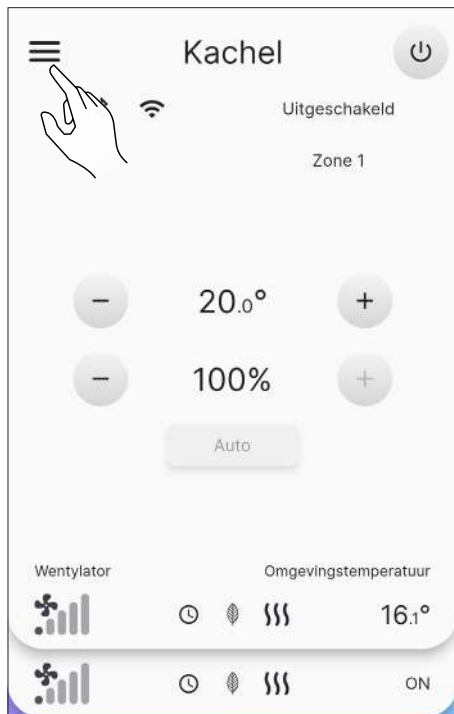 Kachel
Uitgeschakeld
Zone 1
− 20.0° +
− 100% +
Auto
Wentylator Omgevingstemperatuur
16.1°
ON